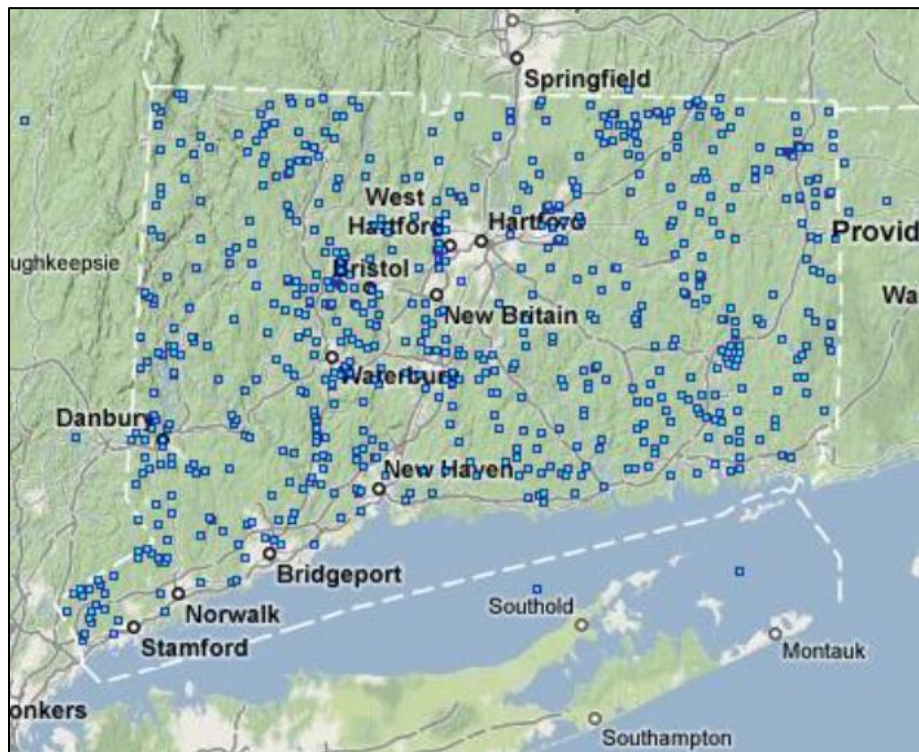 Springfield
West
Hartford
Hartford
Provid
ughkeepsie
Bristol
Wa
New Britain
Waterbury
Danbury
New Haven
Bridgeport
Southold
Norwalk
Stamford
Montauk
onkers
Southampton